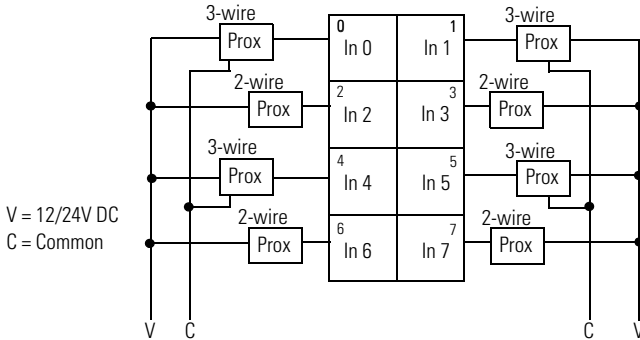 3-wire 3-wire
0 1
Prox In 0 In 1 Prox
2-wire 2-wire
2 3
Prox In 2 In 3 Prox
3-wire 3-wire
4 5
Prox In 4 In 5 Prox
V = 12/24V DC
2-wire 2-wire
6 7
C = Common
Prox In 6 In 7 Prox
V C C V